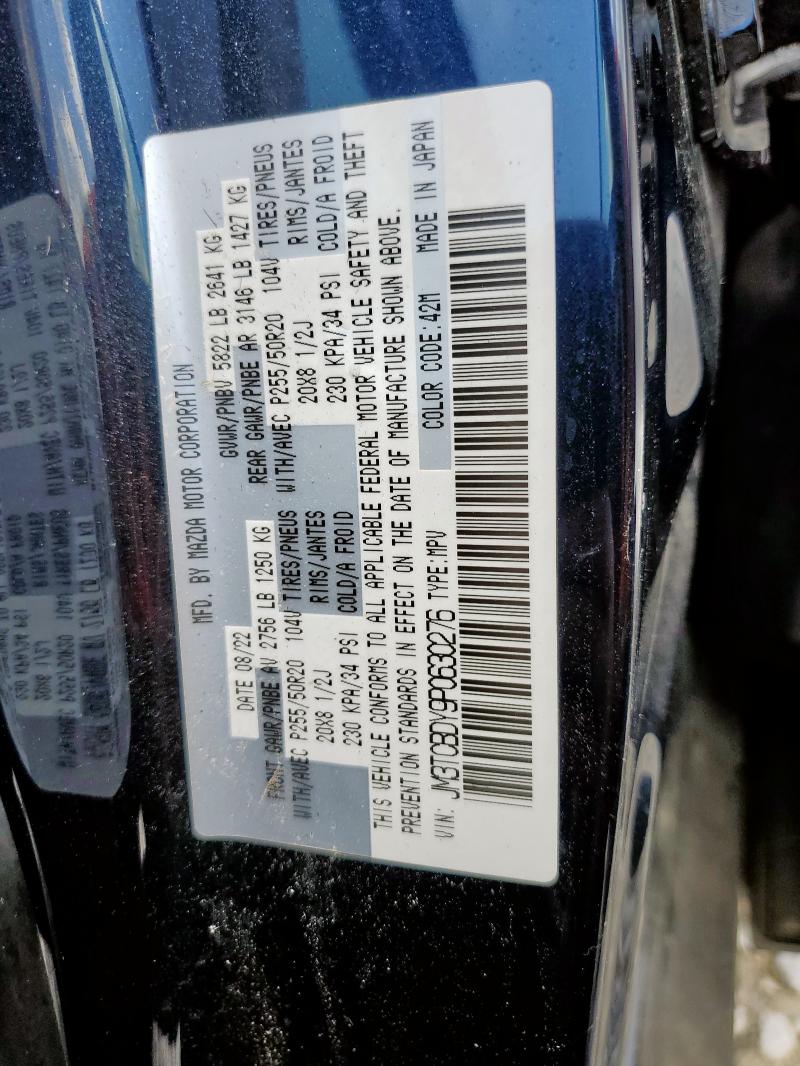 MFD. BY MAZDA MOTOR CORPORATION
DATE 08/22 GVWR/PNBV 5822 LB 2641 KG
FRONT GAWR/PNBE AV 2756 LB 1250 KG REAR GAWR/PNBE AR 3146 LB 1427 KG
WITH/AVEC P255/50R20 104V TIRES/PNEUS WITH/AVEC P255/50R20 104V TIRES/PNEUS
20X8 1/2J RIMS/JANTES 20X8 1/2J RIMS/JANTES
230 KPA/34 PSI COLD/A FROID 230 KPA/34 PSI COLD/A FROID
THIS VEHICLE CONFORMS TO ALL APPLICABLE FEDERAL MOTOR VEHICLE SAFETY AND THEFT
PREVENTION STANDARDS IN EFFECT ON THE DATE OF MANUFACTURE SHOWN ABOVE.
VIN: JM3TCBDY9P0630276 TYPE:MPV COLOR CODE:42M MADE IN JAPAN